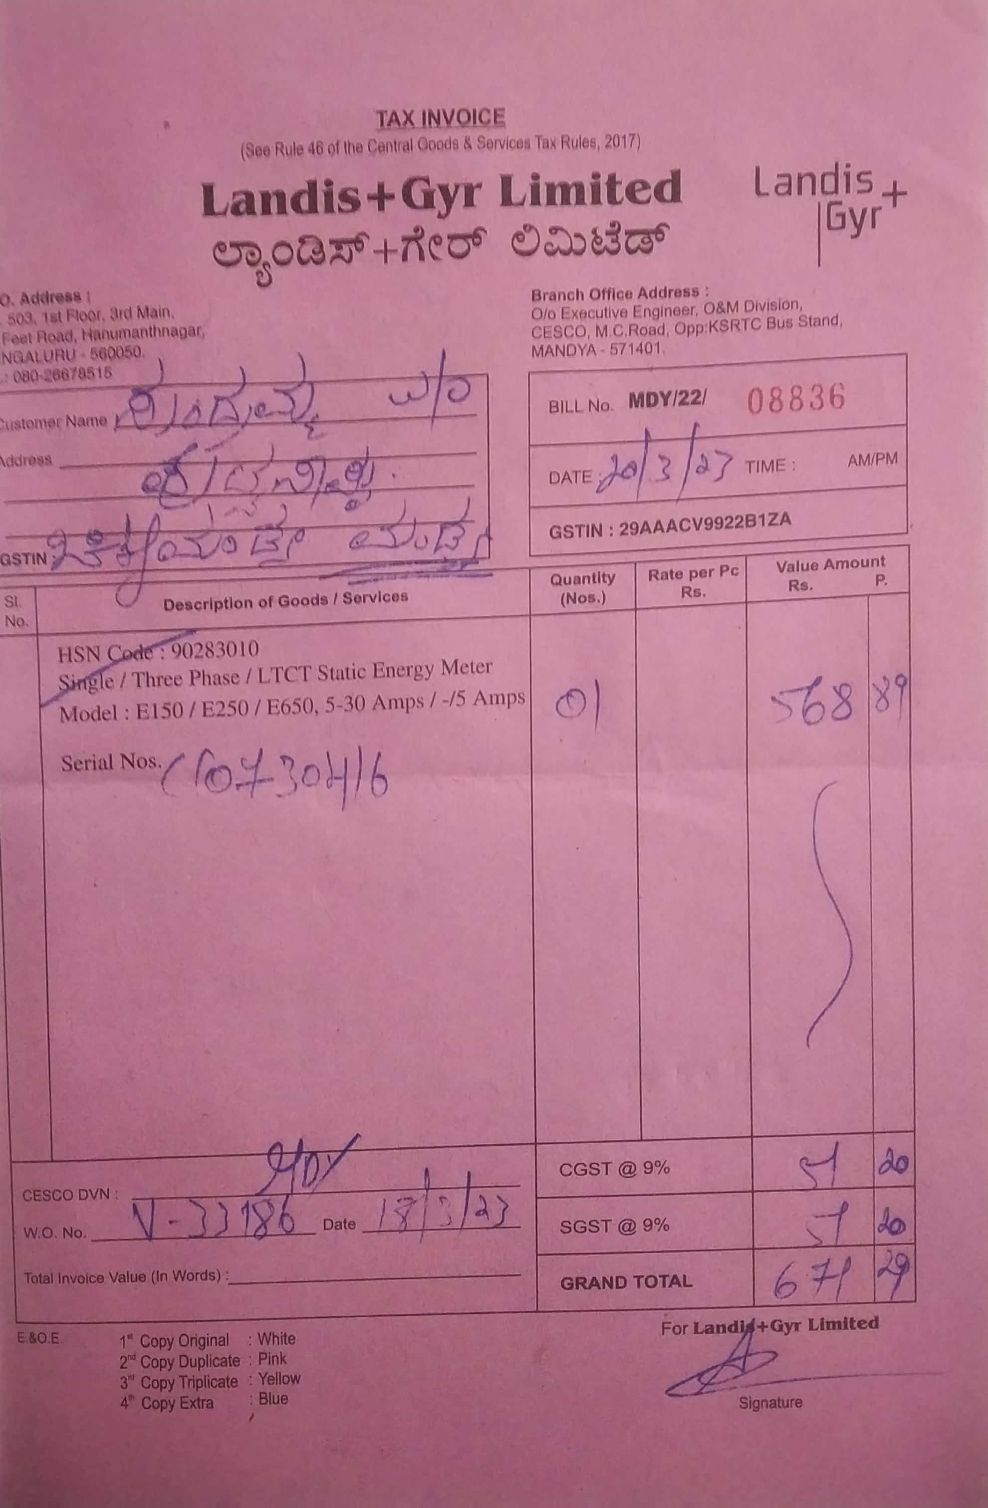 TAX INVOICE
(See Rule 46 of the Central Goods & Services Tax Rules, 2017)
Landis+Gyr Limited
Landis+
Gyr
ಲ್ಯಾಂಡಿಸ್+ಗೇರ್ ಲಿಮಿಟೆಡ್
O. Address :
503, 1st Floor, 3rd Main,
Feet Road, Hanumanthnagar,
NGALURU - 560050.
.: 080-26678515
Branch Office Address :
O/o Executive Engineer, O&M Division,
CESCO, M.C.Road, Opp:KSRTC Bus Stand,
MANDYA - 571401.
Customer Name w/o
Address
GSTIN ಮಂಡ್ಯ
BILL No. MDY/22/ 08836
DATE : 20/3/23 TIME : AM/PM
GSTIN : 29AAACV9922B1ZA
Sl. No. Description of Goods / Services Quantity (Nos.) Rate per Pc Rs. Value Amount Rs. P.
HSN Code : 90283010
Single / Three Phase / LTCT Static Energy Meter
Model : E150 / E250 / E650, 5-30 Amps / -/5 Amps 01 568 89
Serial Nos.
CESCO DVN : MDY
W.O. No. V-33186 Date 18/3/23
Total Invoice Value (In Words) :
CGST @ 9% 51 20
SGST @ 9% 51 20
GRAND TOTAL 671 29
E.&O.E.
1st Copy Original : White
2nd Copy Duplicate : Pink
3rd Copy Triplicate : Yellow
4th Copy Extra : Blue
For Landis+Gyr Limited
Signature